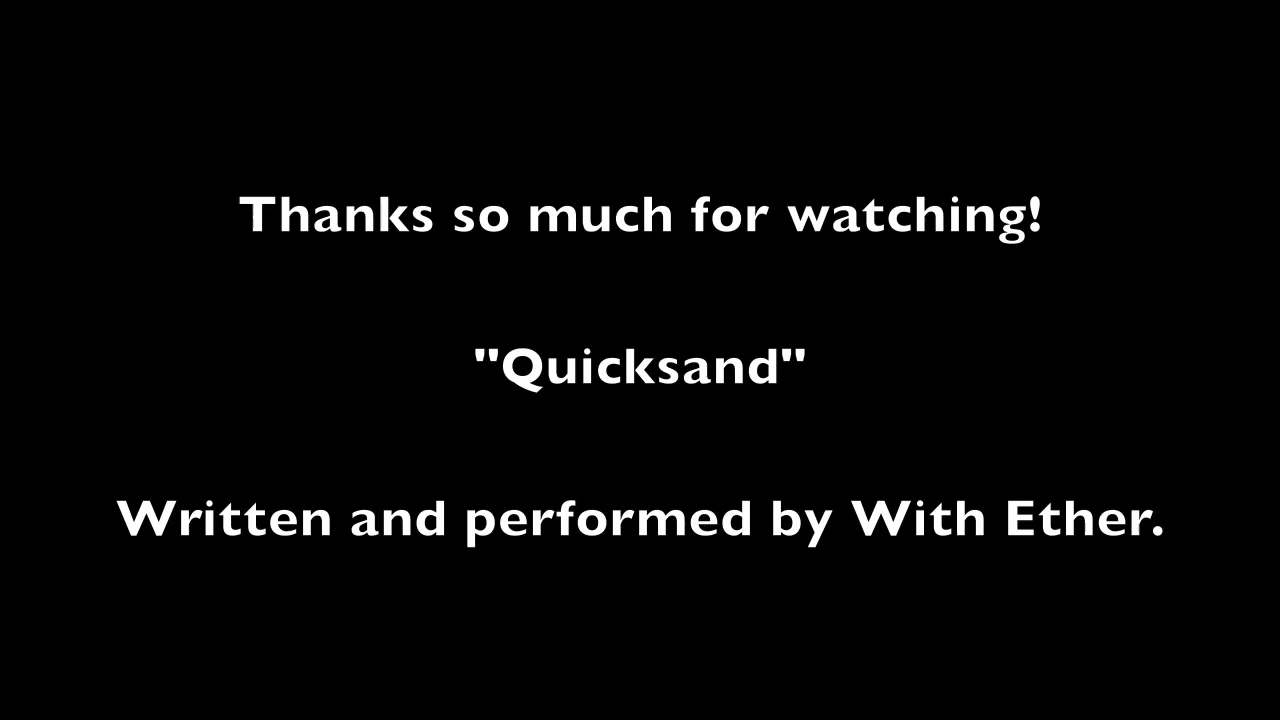 Thanks so much for watching!
"Quicksand"
Written and performed by With Ether.